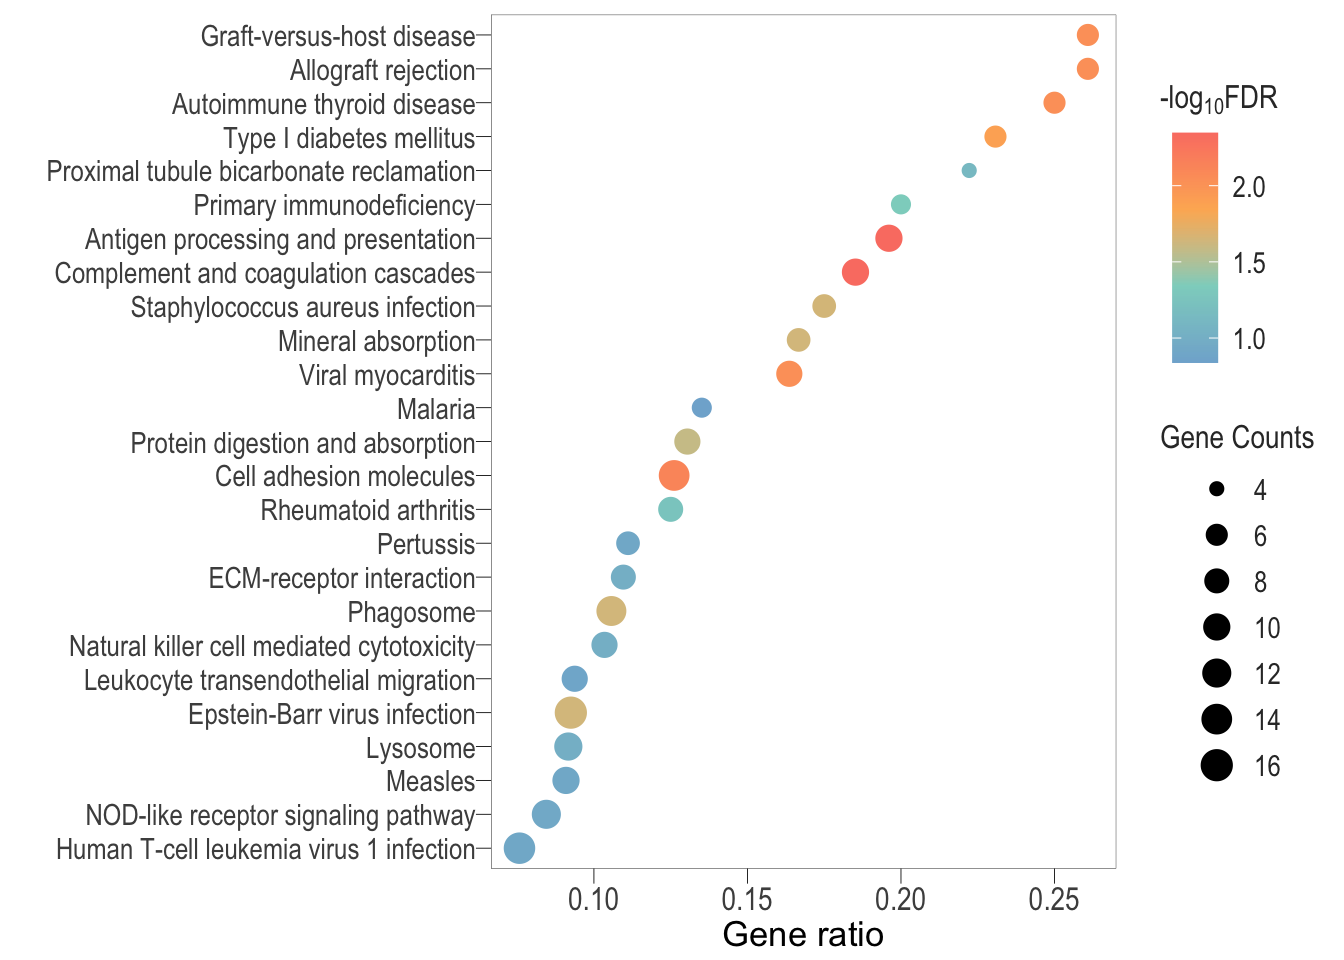 Graft-versus-host disease
Allograft rejection
Autoimmune thyroid disease
Type I diabetes mellitus
Proximal tubule bicarbonate reclamation
Primary immunodeficiency
Antigen processing and presentation
Complement and coagulation cascades
Staphylococcus aureus infection
Mineral absorption
Viral myocarditis
Malaria
Protein digestion and absorption
Cell adhesion molecules
Rheumatoid arthritis
Pertussis
ECM-receptor interaction
Phagosome
Natural killer cell mediated cytotoxicity
Leukocyte transendothelial migration
Epstein-Barr virus infection
Lysosome
Measles
NOD-like receptor signaling pathway
Human T-cell leukemia virus 1 infection
0.10 0.15 0.20 0.25
Gene ratio
-log₁₀FDR
2.0
1.5
1.0
Gene Counts
4
6
8
10
12
14
16